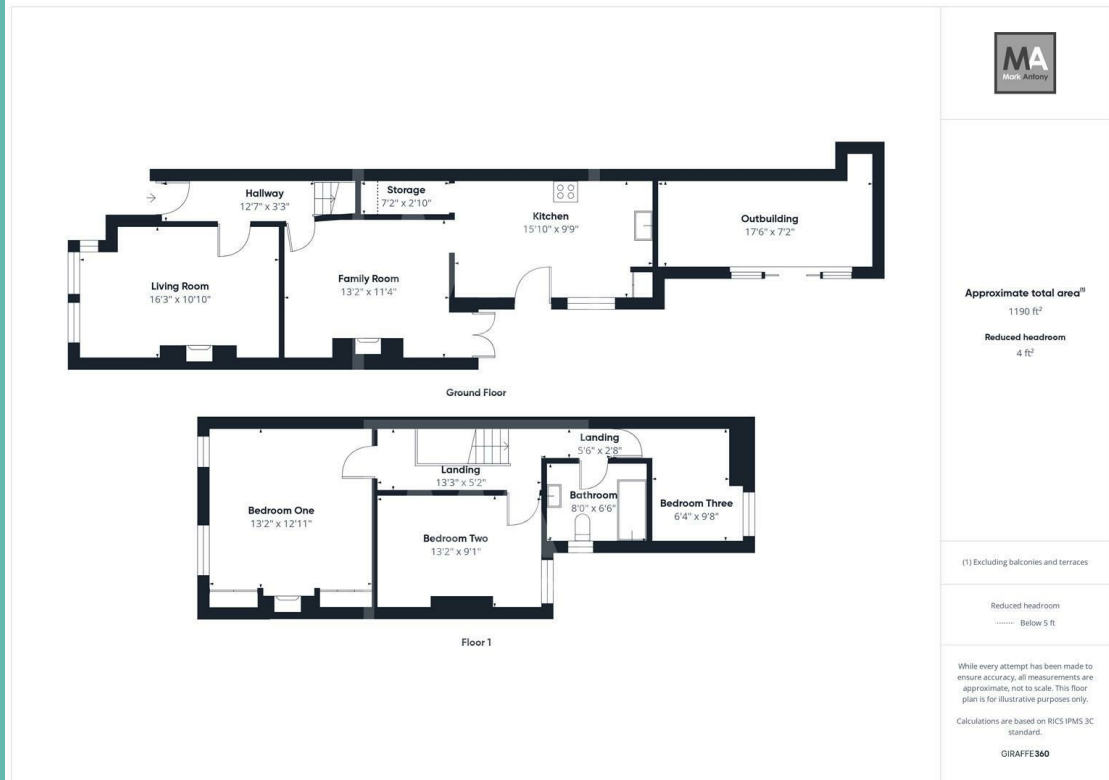 MA
Mark Antony
Hallway
12'7" x 3'3"
Storage
7'2" x 2'10"
Kitchen
15'10" x 9'9"
Outbuilding
17'6" x 7'2"
Living Room
16'3" x 10'10"
Family Room
13'2" x 11'4"
Ground Floor
Landing
5'6" x 2'8"
Landing
13'3" x 5'2"
Bedroom One
13'2" x 12'11"
Bedroom Two
13'2" x 9'1"
Bathroom
8'0" x 6'6"
Bedroom Three
6'4" x 9'8"
Floor 1
Approximate total area(1)
1190 ft²
Reduced headroom
4 ft²
(1) Excluding balconies and terraces
Reduced headroom
Below 5 ft
While every attempt has been made to
ensure accuracy, all measurements are
approximate, not to scale. This floor
plan is for illustrative purposes only.
Calculations are based on RICS IPMS 3C
standard.
GIRAFFE360